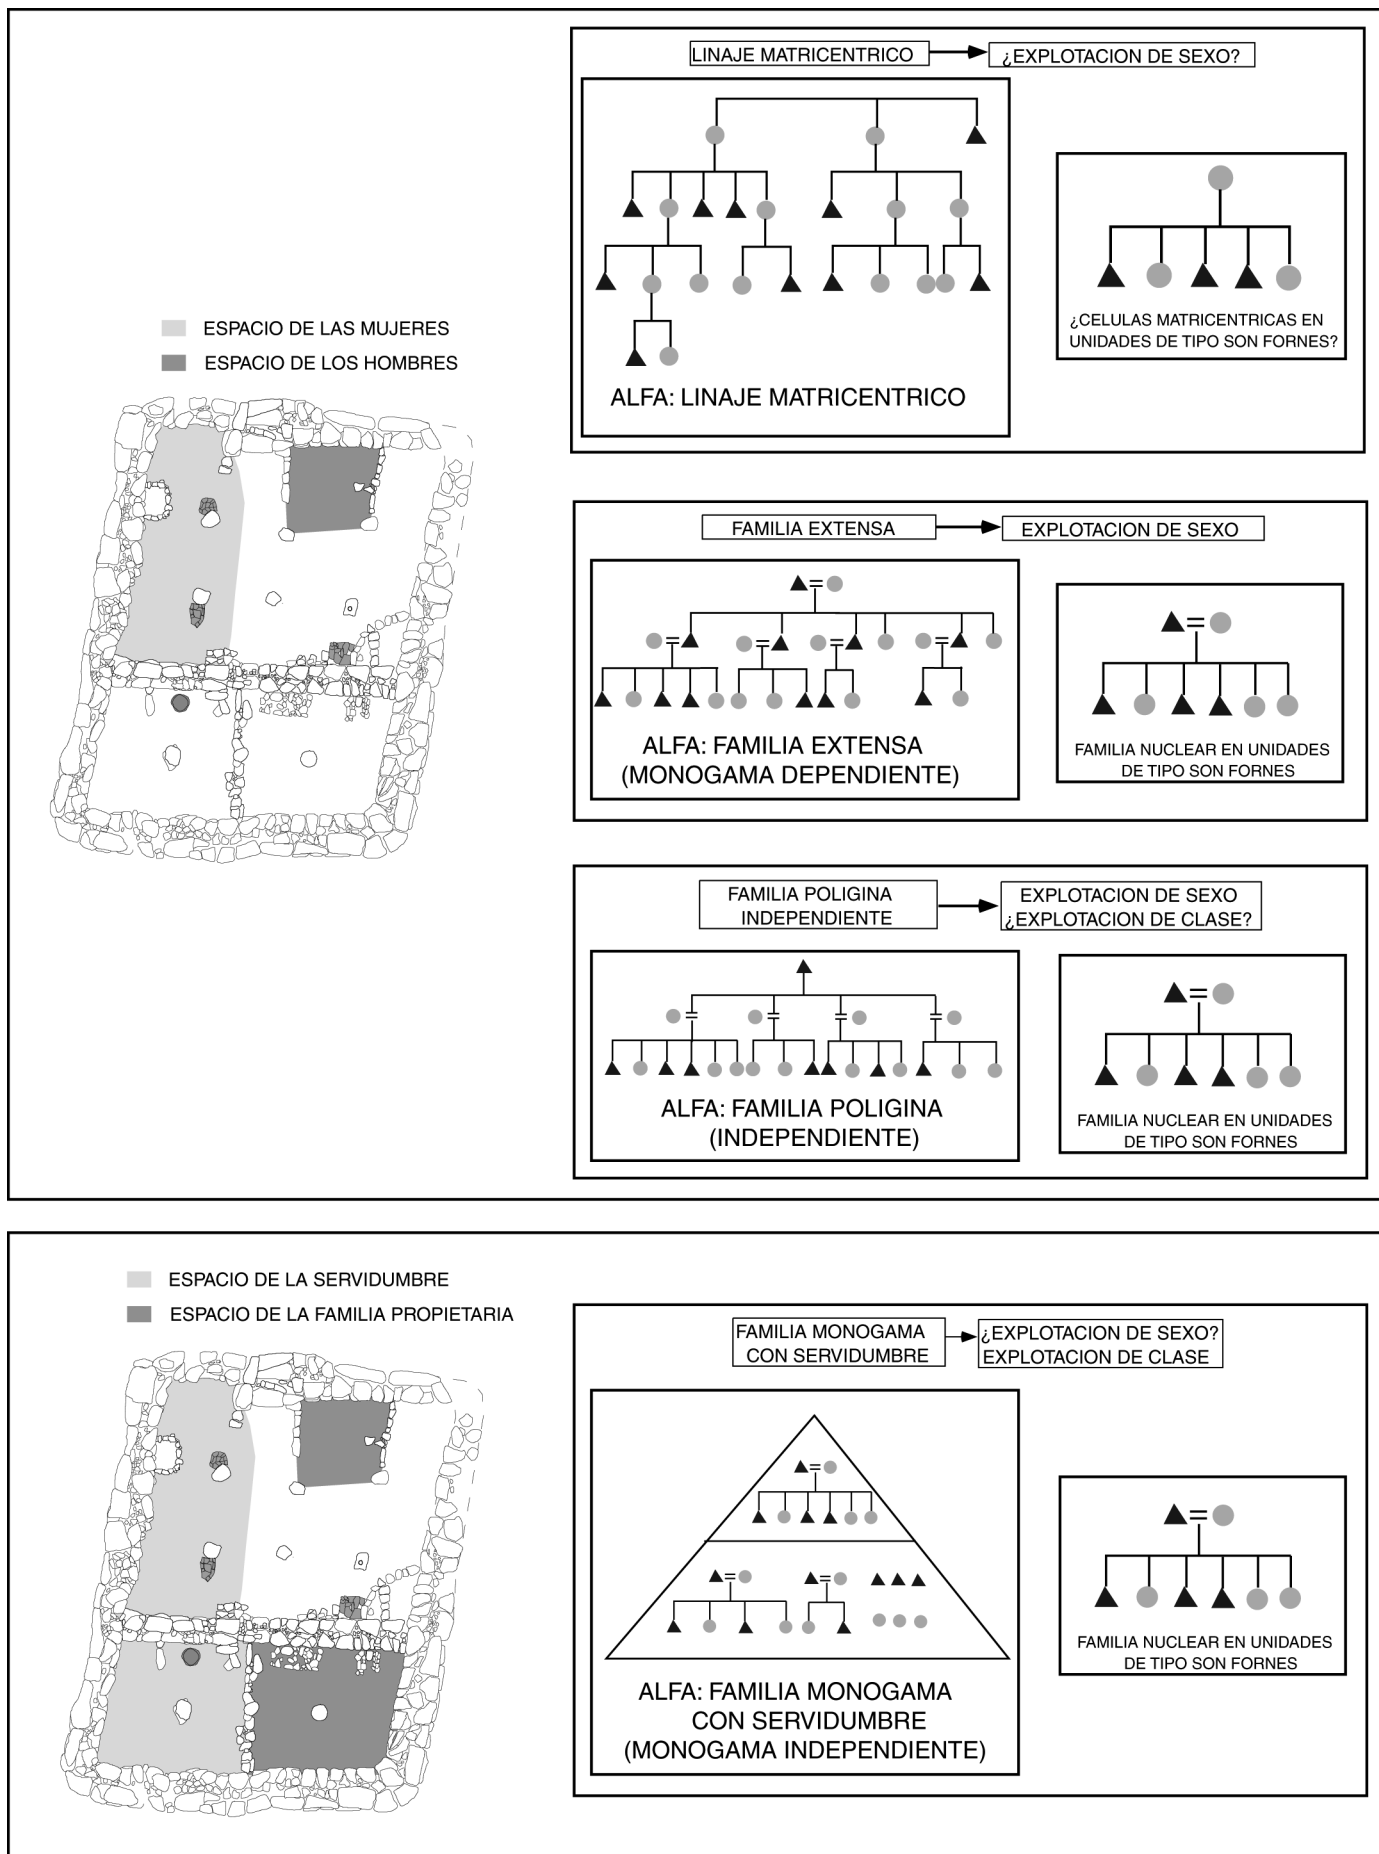 LINAJE MATRICENTRICO
¿EXPLOTACION DE SEXO?
¿CELULAS MATRICENTRICAS EN
UNIDADES DE TIPO SON FORNES?
ALFA: LINAJE MATRICENTRICO
ESPACIO DE LAS MUJERES
ESPACIO DE LOS HOMBRES
FAMILIA EXTENSA
EXPLOTACION DE SEXO
ALFA: FAMILIA EXTENSA
(MONOGAMA DEPENDIENTE)
FAMILIA NUCLEAR EN UNIDADES
DE TIPO SON FORNES
FAMILIA POLIGINA
INDEPENDIENTE
EXPLOTACION DE SEXO
¿EXPLOTACION DE CLASE?
ALFA: FAMILIA POLIGINA
(INDEPENDIENTE)
FAMILIA NUCLEAR EN UNIDADES
DE TIPO SON FORNES
ESPACIO DE LA SERVIDUMBRE
ESPACIO DE LA FAMILIA PROPIETARIA
FAMILIA MONOGAMA
CON SERVIDUMBRE
¿EXPLOTACION DE SEXO?
EXPLOTACION DE CLASE
ALFA: FAMILIA MONOGAMA
CON SERVIDUMBRE
(MONOGAMA INDEPENDIENTE)
FAMILIA NUCLEAR EN UNIDADES
DE TIPO SON FORNES